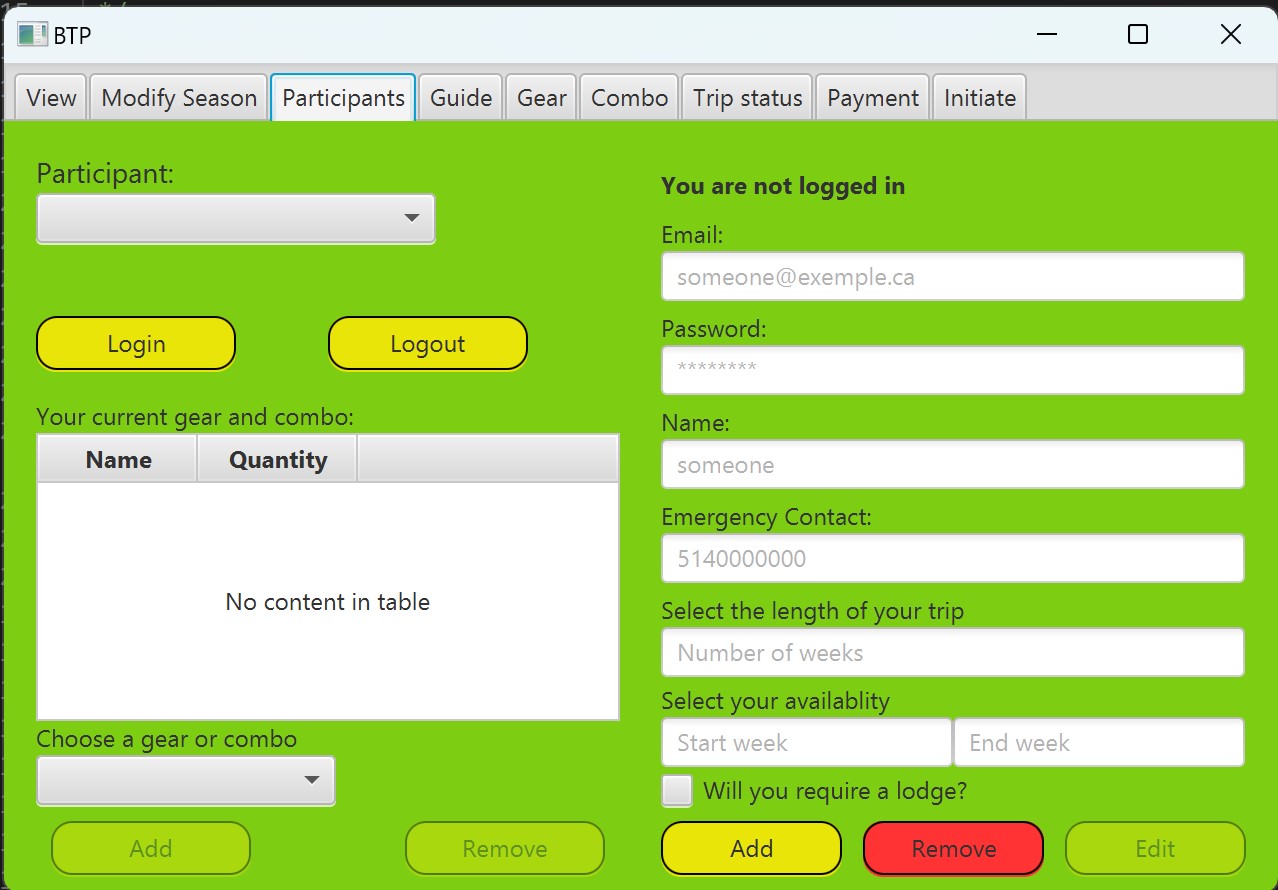 BTP
View Modify Season Participants Guide Gear Combo Trip status Payment Initiate
Participant:
Login Logout
Your current gear and combo:
Name Quantity
No content in table
Choose a gear or combo
Add Remove
You are not logged in
Email:
someone@exemple.ca
Password:
********
Name:
someone
Emergency Contact:
5140000000
Select the length of your trip
Number of weeks
Select your availablity
Start week End week
Will you require a lodge?
Add Remove Edit